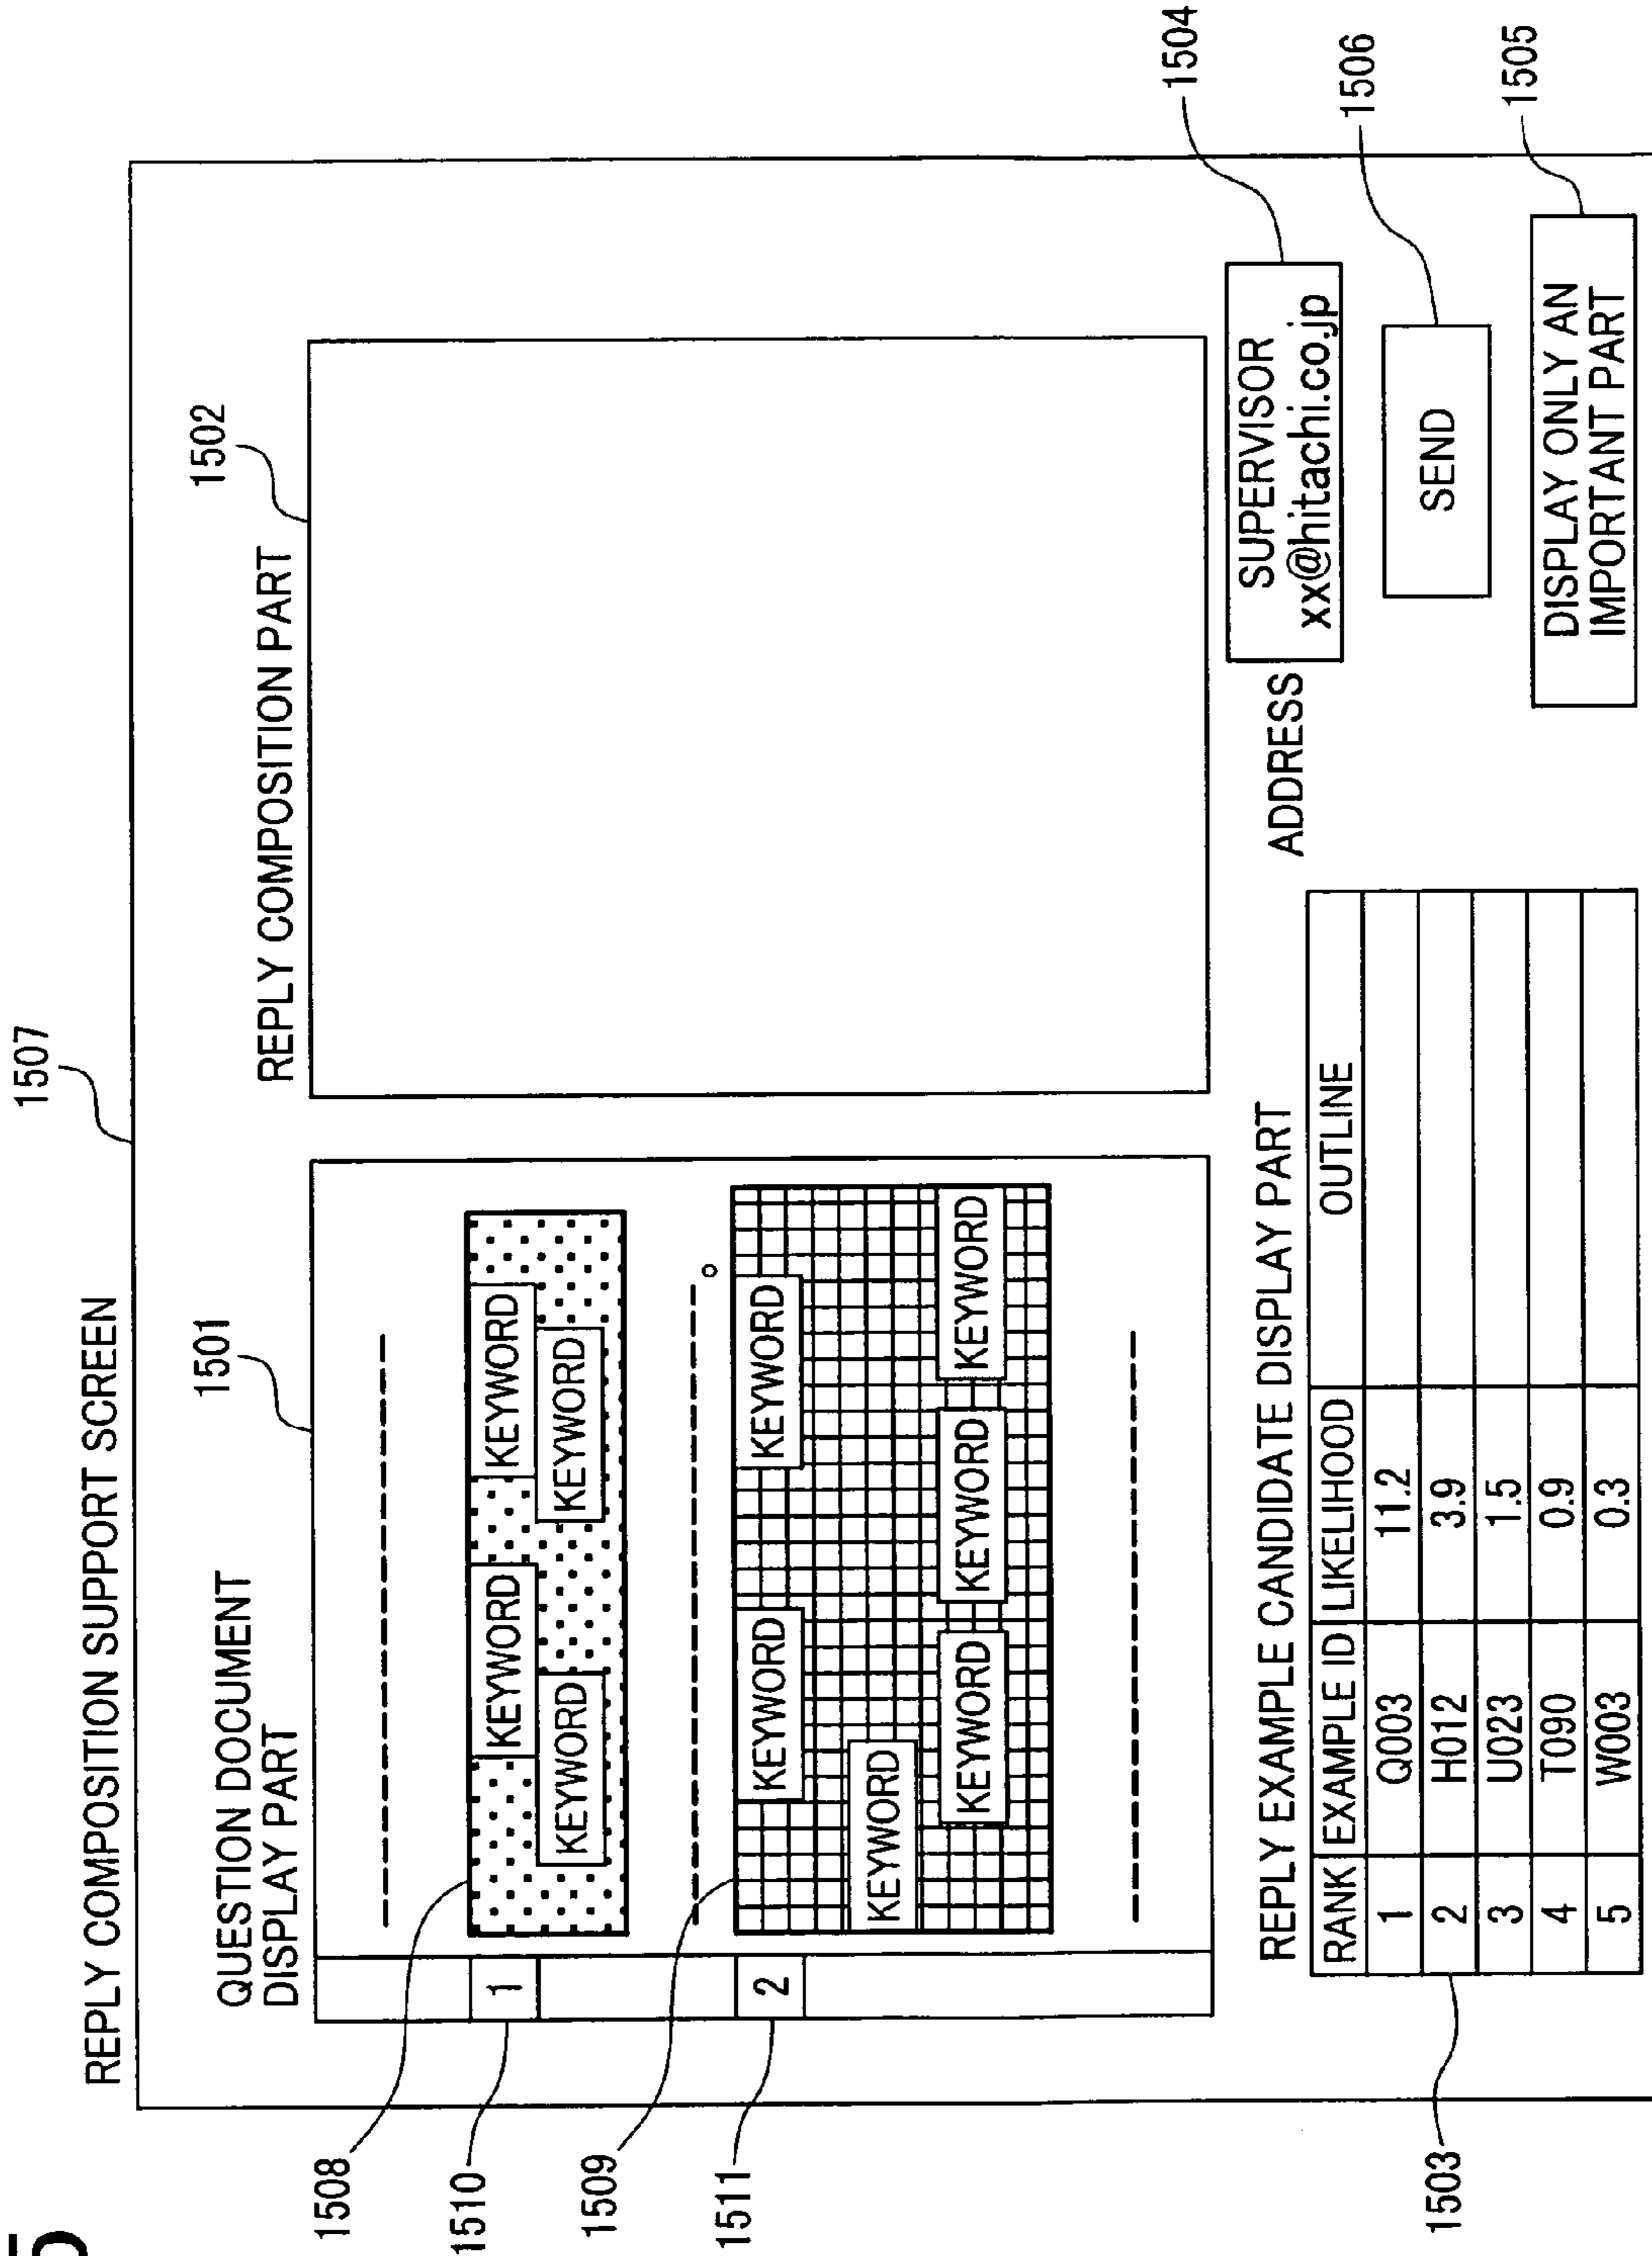 5
1507
REPLY COMPOSITION SUPPORT SCREEN
QUESTION DOCUMENT
DISPLAY PART
1501
1508
1
1510
KEYWORD KEYWORD
KEYWORD KEYWORD
1509
2
1511
KEYWORD KEYWORD
KEYWORD
KEYWORD KEYWORD KEYWORD
REPLY COMPOSITION PART
1502
REPLY EXAMPLE CANDIDATE DISPLAY PART
RANK EXAMPLE ID LIKELIHOOD OUTLINE
1 Q003 11.2
2 H012 3.9
3 U023 1.5
4 T090 0.9
5 W003 0.3
1503
ADDRESS
SUPERVISOR
xx@hitachi.co.jp
1504
SEND
1506
DISPLAY ONLY AN
IMPORTANT PART
1505